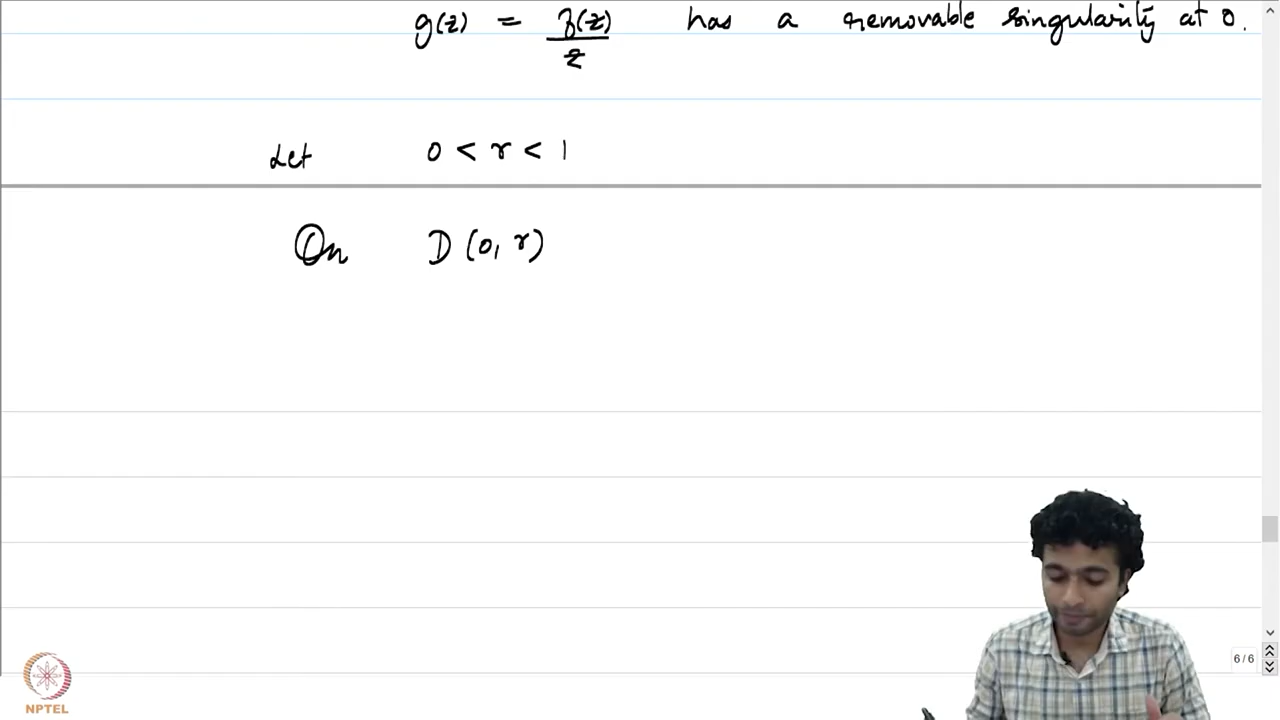 g(z) = f(z)/z has a removable singularity at 0.
Let 0 < r < 1
On D (0, r)
6 / 6
NPTEL